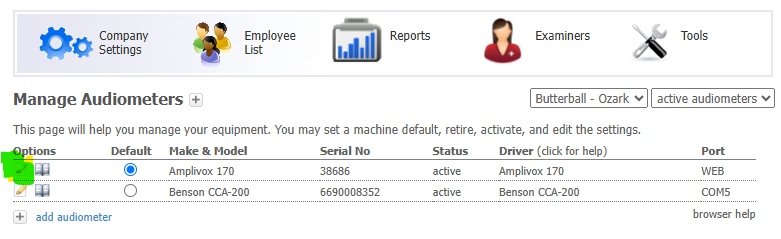 Company Settings
Employee List
Reports
Examiners
Tools
Manage Audiometers
Butterball - Ozark
active audiometers
This page will help you manage your equipment. You may set a machine default, retire, activate, and edit the settings.
Options Default Make & Model Serial No Status Driver (click for help) Port
Amplivox 170 38686 active Amplivox 170 WEB
Benson CCA-200 6690008352 active Benson CCA-200 COM5
add audiometer
browser help